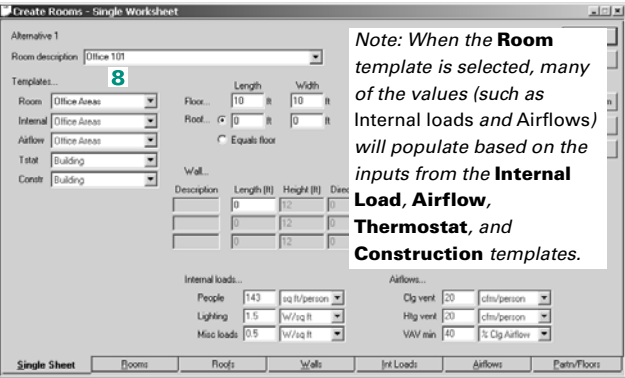 Create Rooms - Single Worksheet
Alternative 1
Room description Office 101
Templates... 8
Length Width
Room Office Areas
Floor... 10 ft 10 ft
Internal Office Areas
Roof... 0 ft 0 ft
Airflow Office Areas
Equals floor
Tstat Building
Constr Building
Wall...
Description Length (ft) Height (ft) Direc
0 12 0
0 12 0
0 12 0
Note: When the Room
template is selected, many
of the values (such as
Internal loads and Airflows)
will populate based on the
inputs from the Internal
Load, Airflow,
Thermostat, and
Construction templates.
Internal loads...
People 143 sq ft/person
Lighting 1.5 W/sq ft
Misc loads 0.5 W/sq ft
Airflows...
Clg vent 20 cfm/person
Htg vent 20 cfm/person
VAV min 40 % Clg Airflow
Single Sheet Rooms Roofs Walls Int Loads Airflows Partn/Floors